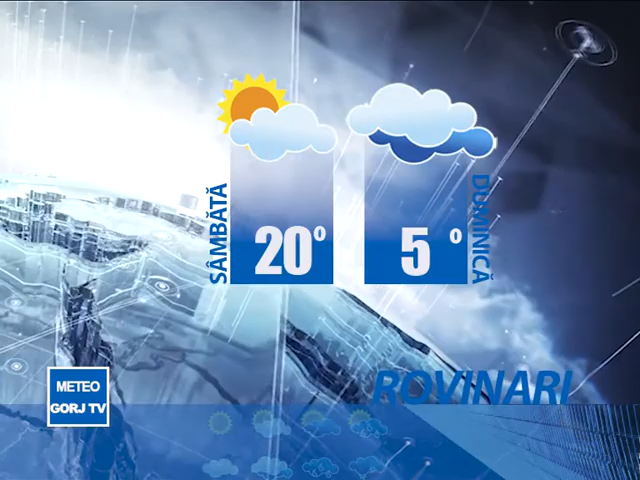 SÂMBĂTĂ
20°
5°
DUMINICĂ
ROVINARI
METEO
GORJ TV